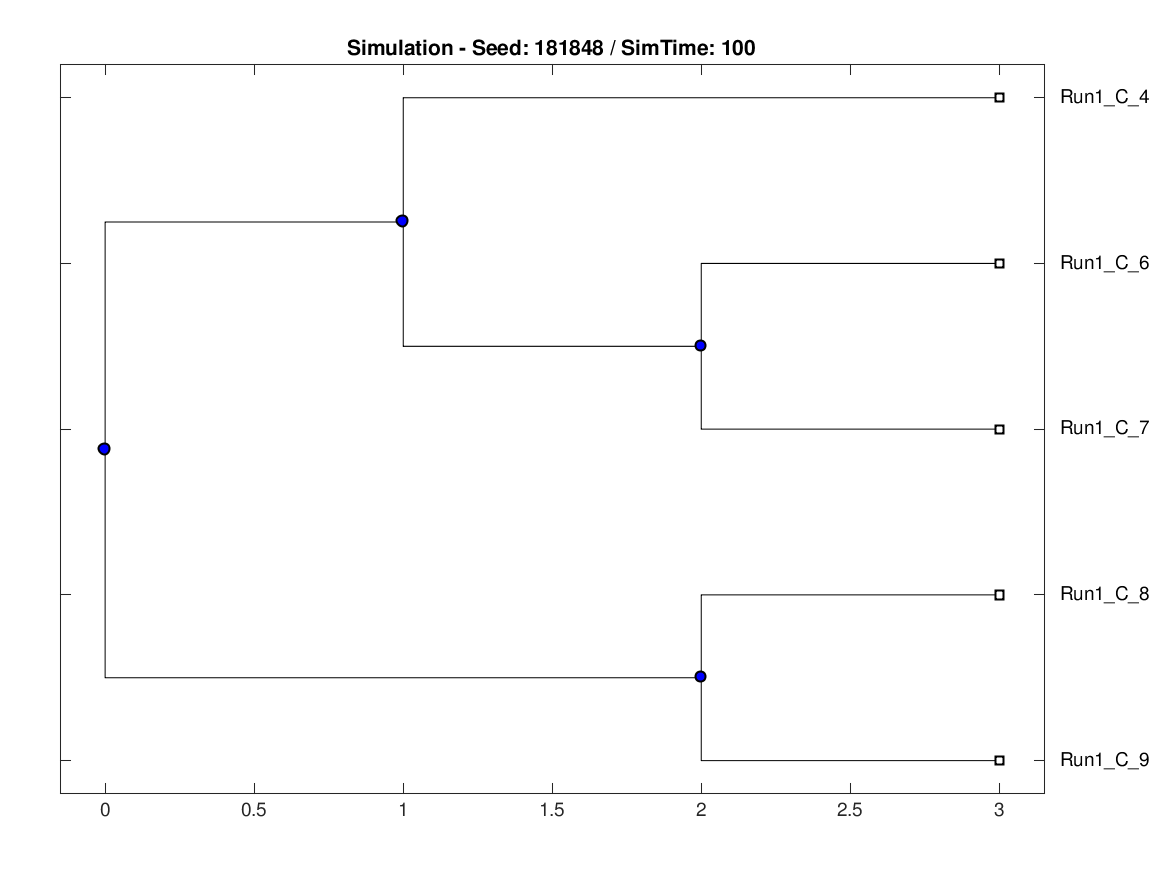 Simulation - Seed: 181848 / SimTime: 100
Run1_C_4
Run1_C_6
Run1_C_7
Run1_C_8
Run1_C_9
0 0.5 1 1.5 2 2.5 3